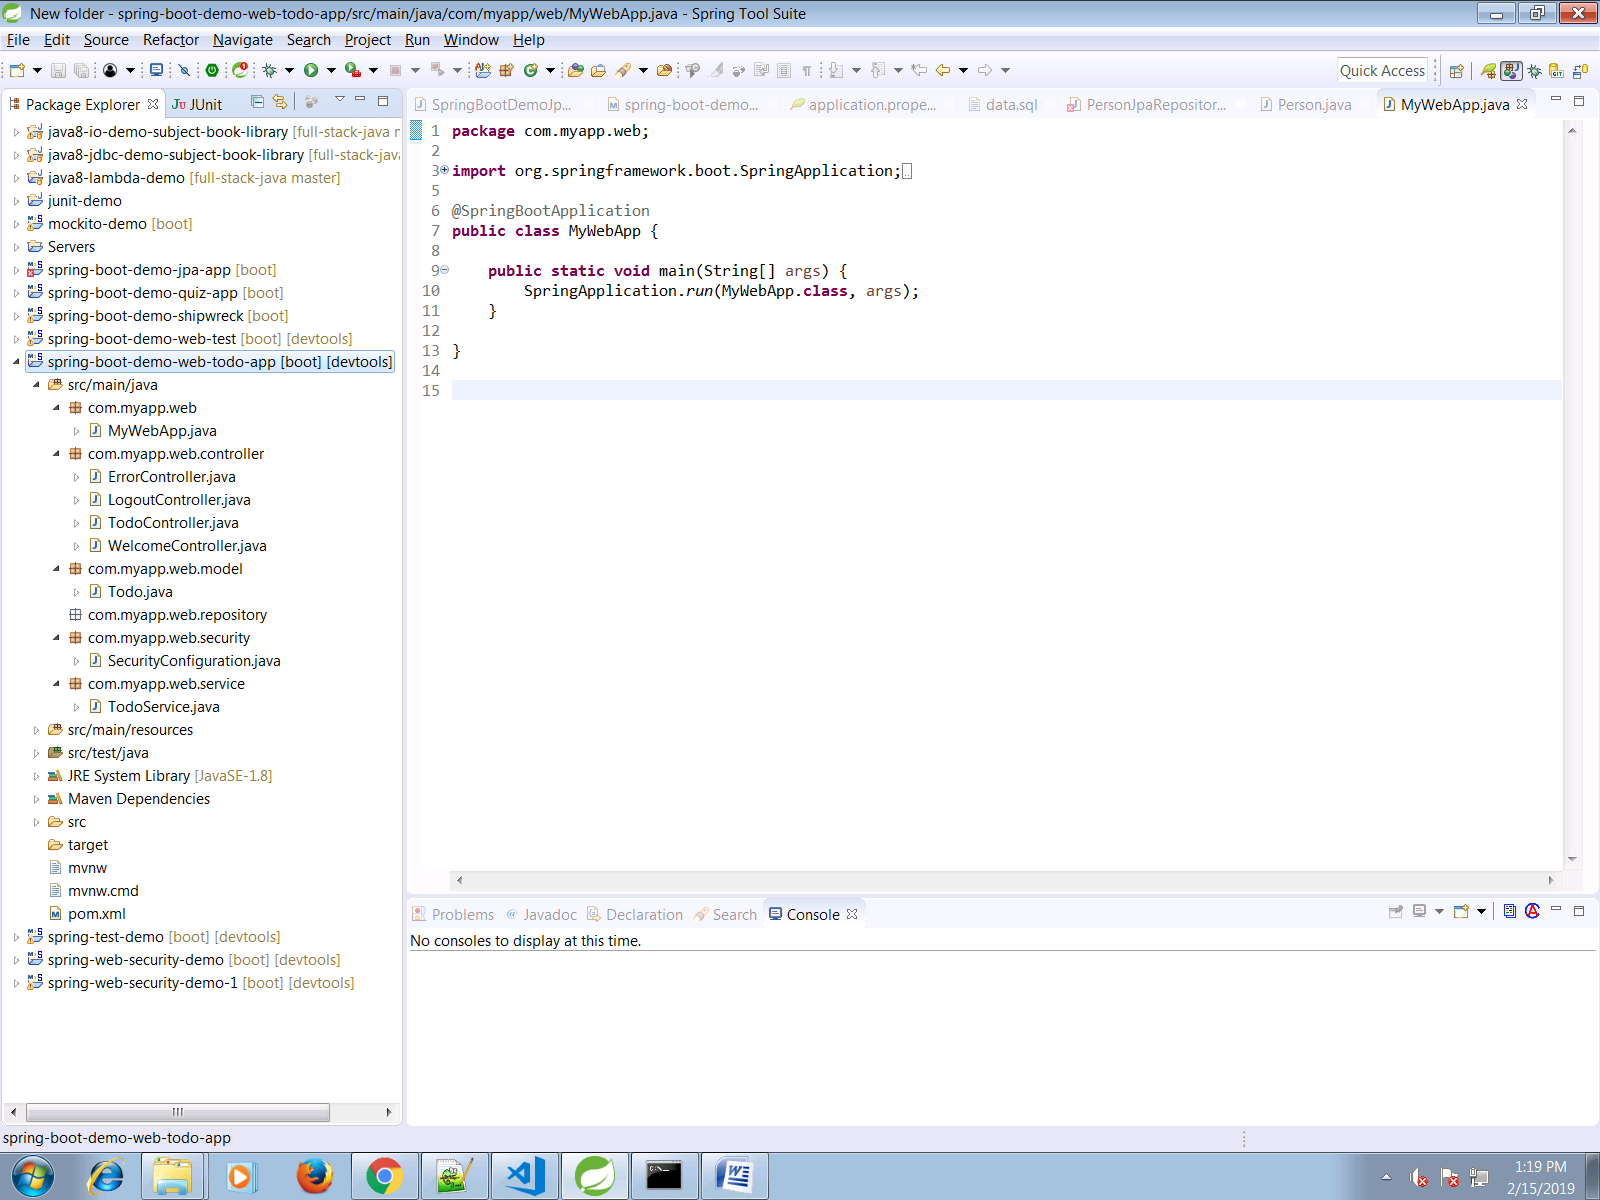 New folder - spring-boot-demo-web-todo-app/src/main/java/com/myapp/web/MyWebApp.java - Spring Tool Suite
File Edit Source Refactor Navigate Search Project Run Window Help
Quick Access
Package Explorer
JUnit
java8-io-demo-subject-book-library [full-stack-java m
java8-jdbc-demo-subject-book-library [full-stack-java
java8-lambda-demo [full-stack-java master]
junit-demo
mockito-demo [boot]
Servers
spring-boot-demo-jpa-app [boot]
spring-boot-demo-quiz-app [boot]
spring-boot-demo-shipwreck [boot]
spring-boot-demo-web-test [boot] [devtools]
spring-boot-demo-web-todo-app [boot] [devtools]
src/main/java
com.myapp.web
MyWebApp.java
com.myapp.web.controller
ErrorController.java
LogoutController.java
TodoController.java
WelcomeController.java
com.myapp.web.model
Todo.java
com.myapp.web.repository
com.myapp.web.security
SecurityConfiguration.java
com.myapp.web.service
TodoService.java
src/main/resources
src/test/java
JRE System Library [JavaSE-1.8]
Maven Dependencies
src
target
mvnw
mvnw.cmd
pom.xml
spring-test-demo [boot] [devtools]
spring-web-security-demo [boot] [devtools]
spring-web-security-demo-1 [boot] [devtools]
SpringBootDemoJp... spring-boot-demo... application.prope... data.sql PersonJpaRepositor... Person.java MyWebApp.java
1 package com.myapp.web;
2
3 import org.springframework.boot.SpringApplication;
5
6 @SpringBootApplication
7 public class MyWebApp {
8
9 public static void main(String[] args) {
10 SpringApplication.run(MyWebApp.class, args);
11 }
12
13 }
14
15
Problems @ Javadoc Declaration Search Console
No consoles to display at this time.
spring-boot-demo-web-todo-app
1:19 PM
2/15/2019